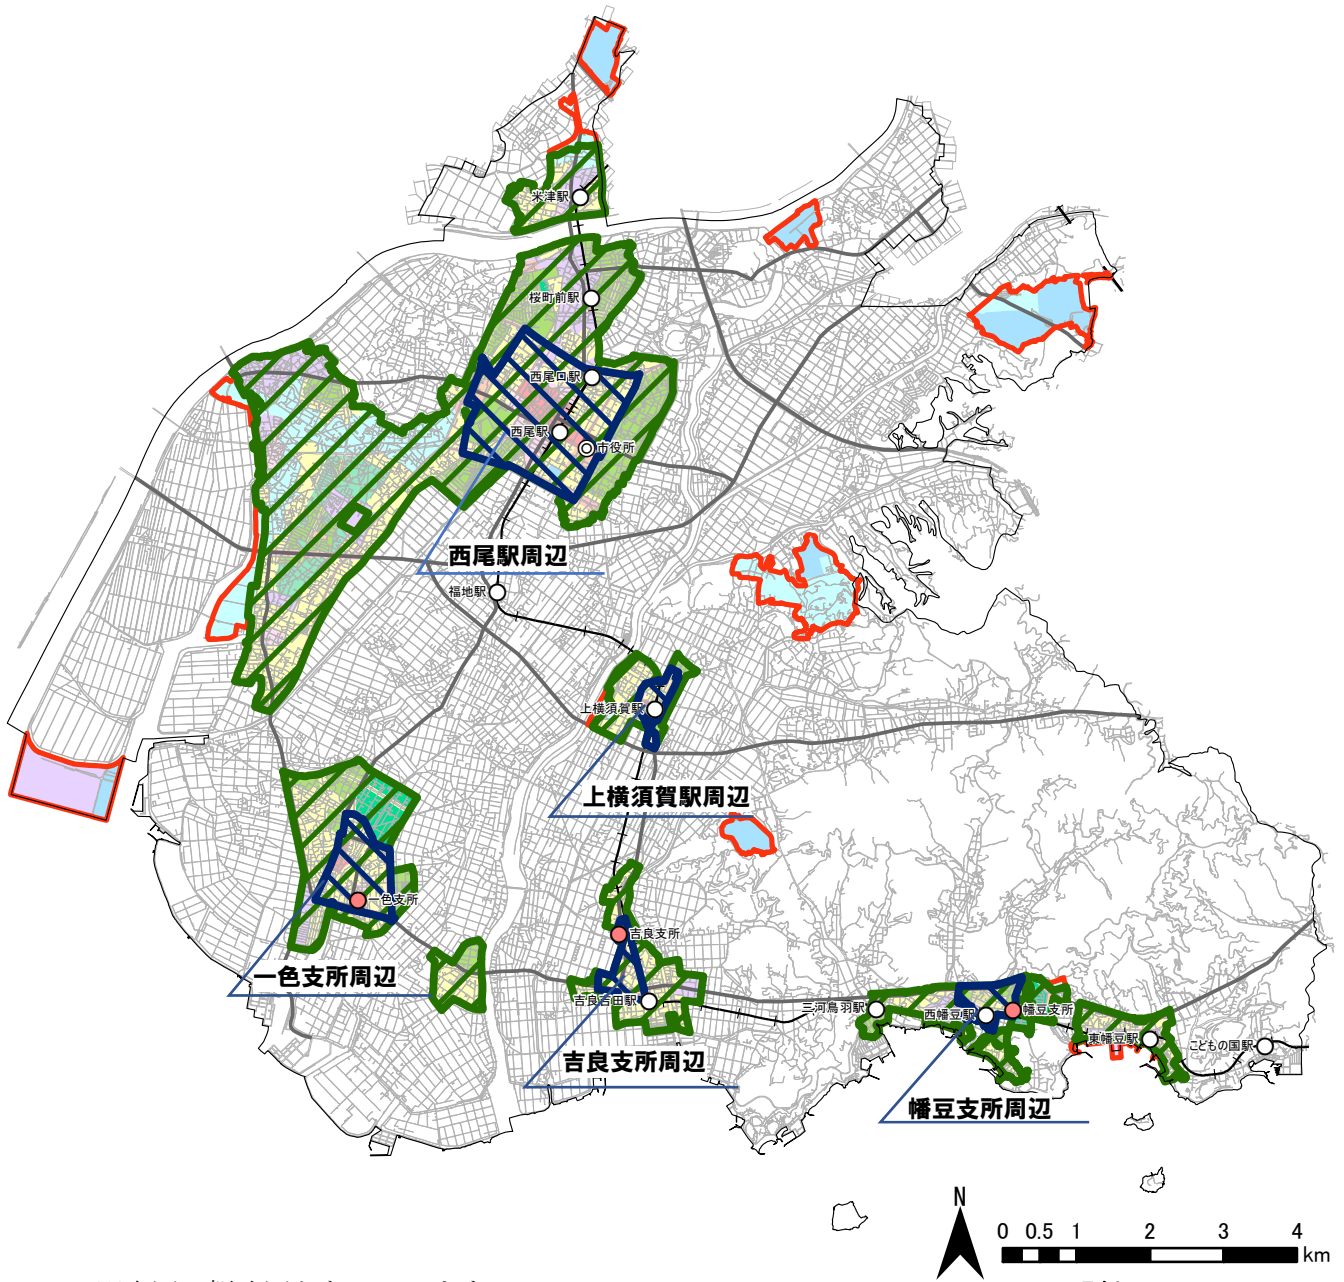 米津駅
桜町前駅
西尾口駅
西尾駅
市役所
西尾駅周辺
福地駅
上横須賀駅
上横須賀駅周辺
一色支所
吉良支所
一色支所周辺
吉良吉田駅
三河鳥羽駅
西幡豆駅
幡豆支所
東幡豆駅
こどもの国駅
吉良支所周辺
幡豆支所周辺
N
0 0.5 1 2 3 4
km